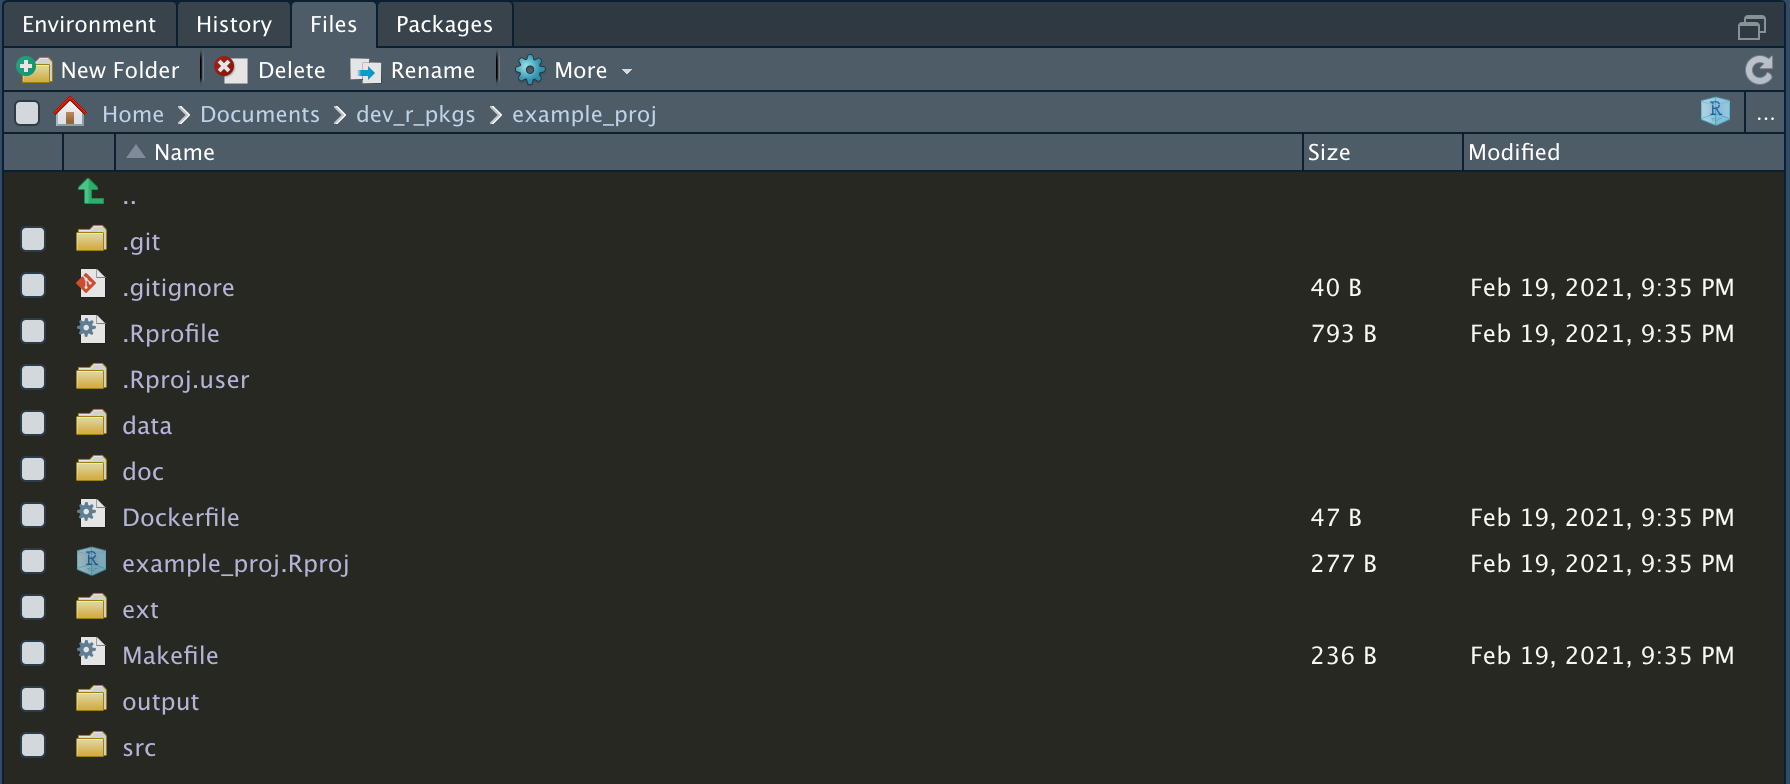 Environment History Files Packages
New Folder Delete Rename More
Home Documents dev_r_pkgs example_proj R ...
Name Size Modified
..
.git
.gitignore 40 B Feb 19, 2021, 9:35 PM
.Rprofile 793 B Feb 19, 2021, 9:35 PM
.Rproj.user
data
doc
Dockerfile 47 B Feb 19, 2021, 9:35 PM
R example_proj.Rproj 277 B Feb 19, 2021, 9:35 PM
ext
Makefile 236 B Feb 19, 2021, 9:35 PM
output
src